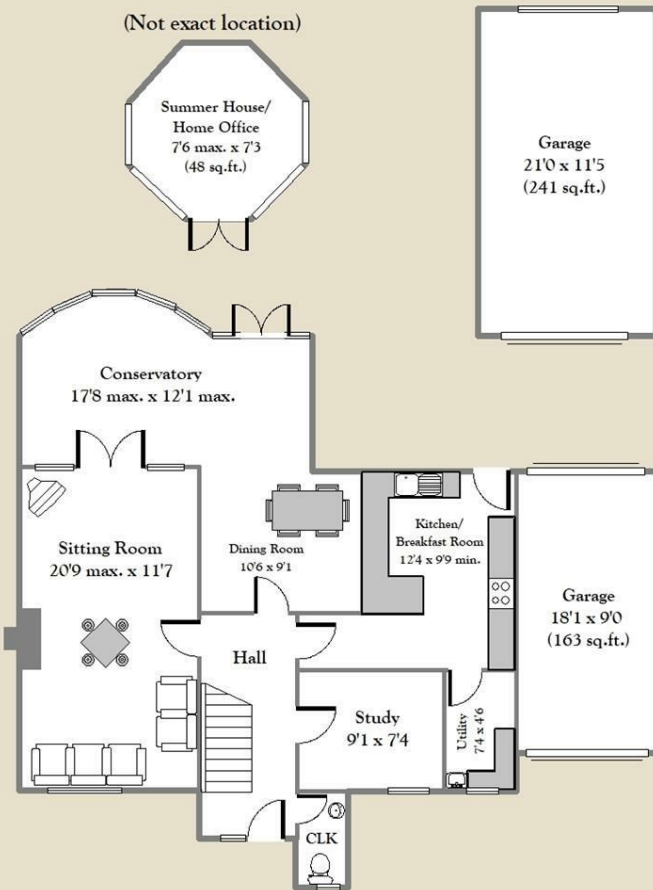 (Not exact location)
Summer House/
Home Office
7'6 max. x 7'3
(48 sq.ft.)
Garage
21'0 x 11'5
(241 sq.ft.)
Conservatory
17'8 max. x 12'1 max.
Sitting Room
20'9 max. x 11'7
Dining Room
10'6 x 9'1
Kitchen/
Breakfast Room
12'4 x 9'9 min.
Garage
18'1 x 9'0
(163 sq.ft.)
Hall
Study
9'1 x 7'4
Utility
7'4 x 4'6
CLK